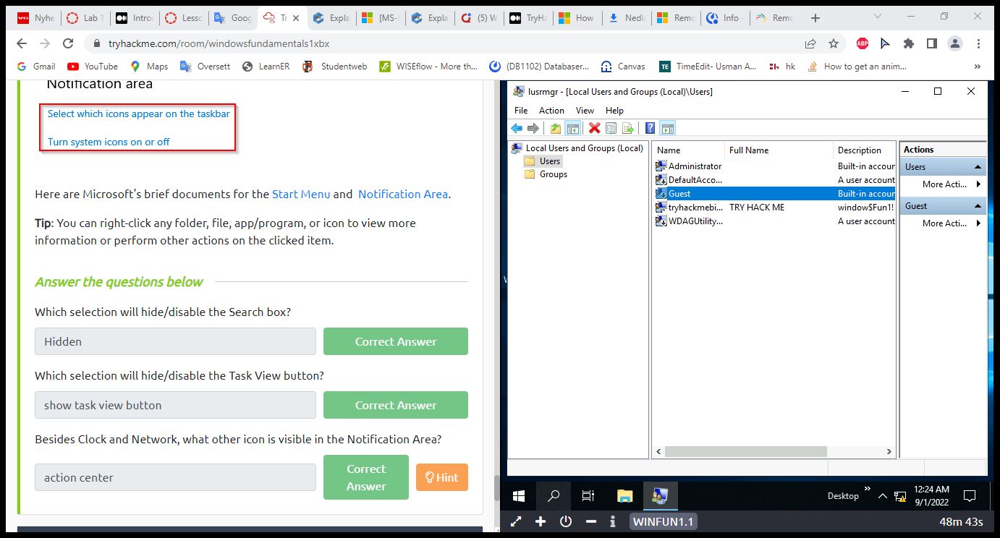 Nyhe
Lab 1
Introd
Lesso
Goog
Tr
Expla
[MS-
Expla
(5) W
TryHa
How
Nedla
Remo
Info -
Remo
tryhackme.com/room/windowsfundamentals1xbx
ABP
Gmail
YouTube
Maps
Oversett
LearnER
Studentweb
WISEflow - More th...
(DB1102) Databaser...
Canvas
TimeEdit- Usman A...
hk
How to get an anim...
Notification area
Select which icons appear on the taskbar
Turn system icons on or off
Here are Microsoft's brief documents for the Start Menu and Notification Area.
Tip: You can right-click any folder, file, app/program, or icon to view more
information or perform other actions on the clicked item.
Answer the questions below
Which selection will hide/disable the Search box?
Hidden
Correct Answer
Which selection will hide/disable the Task View button?
show task view button
Correct Answer
Besides Clock and Network, what other icon is visible in the Notification Area?
action center
Correct
Answer
Hint
lusrmgr - [Local Users and Groups (Local)\Users]
File Action View Help
Local Users and Groups (Local)
Users
Groups
Name Full Name Description
Administrator Built-in accour
DefaultAcco... A user account
Guest Built-in accour
tryhackmebi... TRY HACK ME window$Fun1!
WDAGUtility... A user account
Actions
Users
More Acti...
Guest
More Acti...
Desktop
12:24 AM
9/1/2022
WINFUN1.1
48m 43s